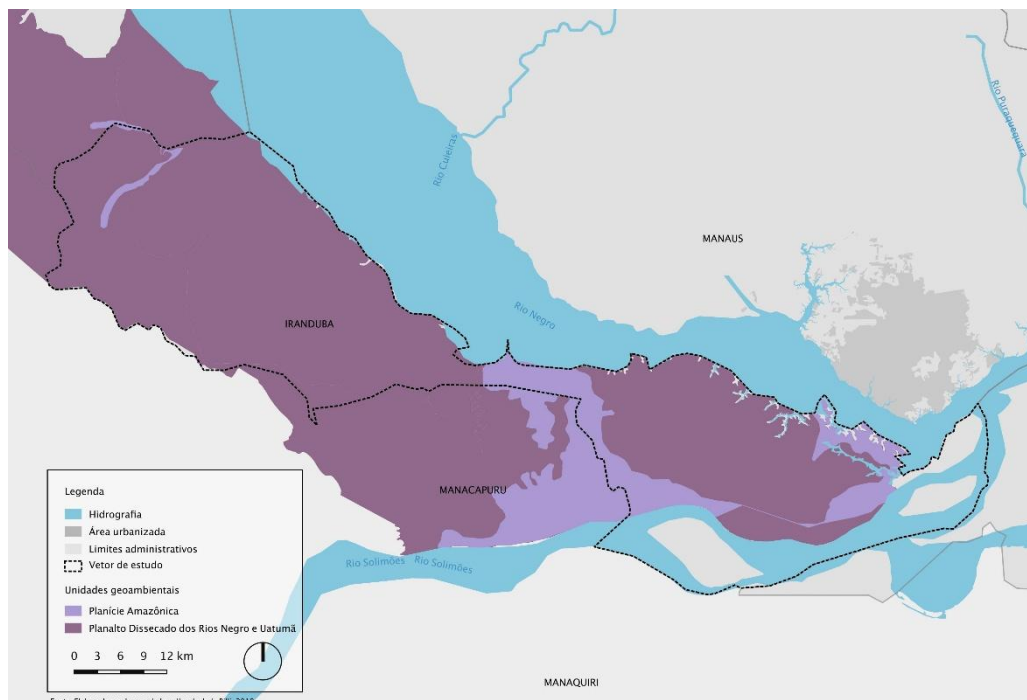 Rio Cuieiras
Rio Puraquequara
MANAUS
Rio Negro
IRANDUBA
MANACAPURU
Rio Solimões Rio Solimões
MANAQUIRI
Legenda
Hidrografia
Área urbanizada
Limites administrativos
Vetor de estudo
Unidades geoambientais
Planície Amazônica
Planalto Dissecado dos Rios Negro e Uatumã
0 3 6 9 12 km